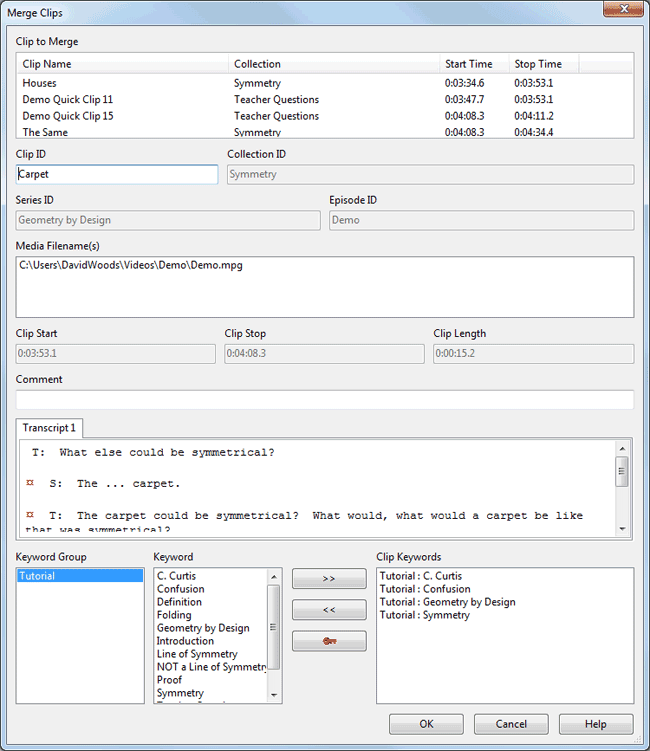 Merge Clips
Clip to Merge
Clip Name Collection Start Time Stop Time
Houses Symmetry 0:03:34.6 0:03:53.1
Demo Quick Clip 11 Teacher Questions 0:03:47.7 0:03:53.1
Demo Quick Clip 15 Teacher Questions 0:04:08.3 0:04:11.2
The Same Symmetry 0:04:08.3 0:04:34.4
Clip ID Collection ID
Carpet Symmetry
Series ID Episode ID
Geometry by Design Demo
Media Filename(s)
C:\Users\DavidWoods\Videos\Demo\Demo.mpg
Clip Start Clip Stop Clip Length
0:03:53.1 0:04:08.3 0:00:15.2
Comment
Transcript 1
T: What else could be symmetrical?
¤ S: The ... carpet.
¤ T: The carpet could be symmetrical? What would, what would a carpet be like
that was symmetrical?
Keyword Group Keyword Clip Keywords
Tutorial C. Curtis >> Tutorial : C. Curtis
Confusion Tutorial : Confusion
Definition Tutorial : Geometry by Design
Folding << Tutorial : Symmetry
Geometry by Design
Introduction
Line of Symmetry
NOT a Line of Symmetry
Proof
Symmetry
OK Cancel Help